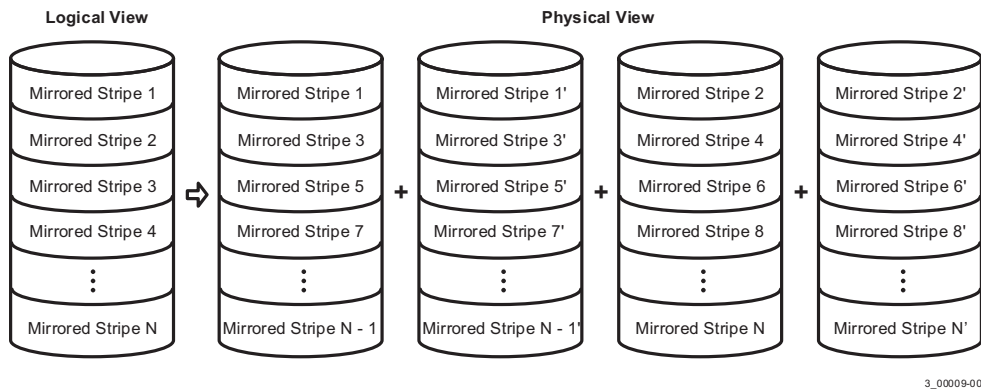 Logical View
Physical View
Mirrored Stripe 1
Mirrored Stripe 2
Mirrored Stripe 3
Mirrored Stripe 4
Mirrored Stripe N
Mirrored Stripe 1
Mirrored Stripe 3
Mirrored Stripe 5
Mirrored Stripe 7
Mirrored Stripe N - 1
+
Mirrored Stripe 1'
Mirrored Stripe 3'
Mirrored Stripe 5'
Mirrored Stripe 7'
Mirrored Stripe N - 1'
+
Mirrored Stripe 2
Mirrored Stripe 4
Mirrored Stripe 6
Mirrored Stripe 8
Mirrored Stripe N
+
Mirrored Stripe 2'
Mirrored Stripe 4'
Mirrored Stripe 6'
Mirrored Stripe 8'
Mirrored Stripe N’
3_00009-00